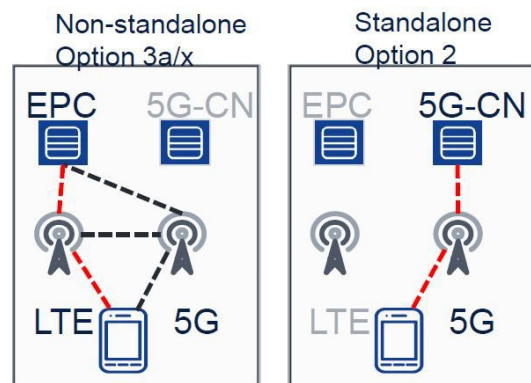 Non-standalone
Option 3a/x
EPC 5G-CN
LTE 5G
Standalone
Option 2
EPC 5G-CN
LTE 5G